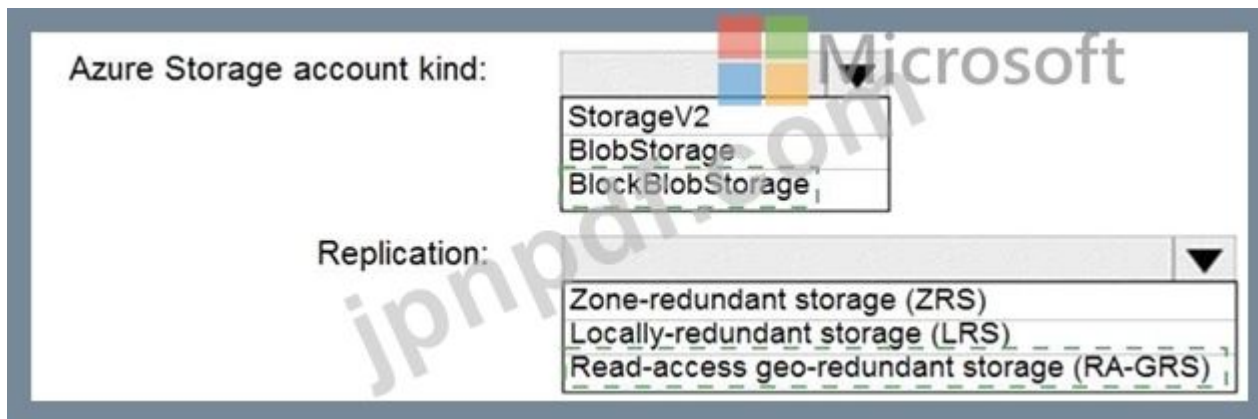 Microsoft
Azure Storage account kind:
StorageV2
BlobStorage
BlockBlobStorage
Replication:
Zone-redundant storage (ZRS)
Locally-redundant storage (LRS)
Read-access geo-redundant storage (RA-GRS)
jpnpdf.com